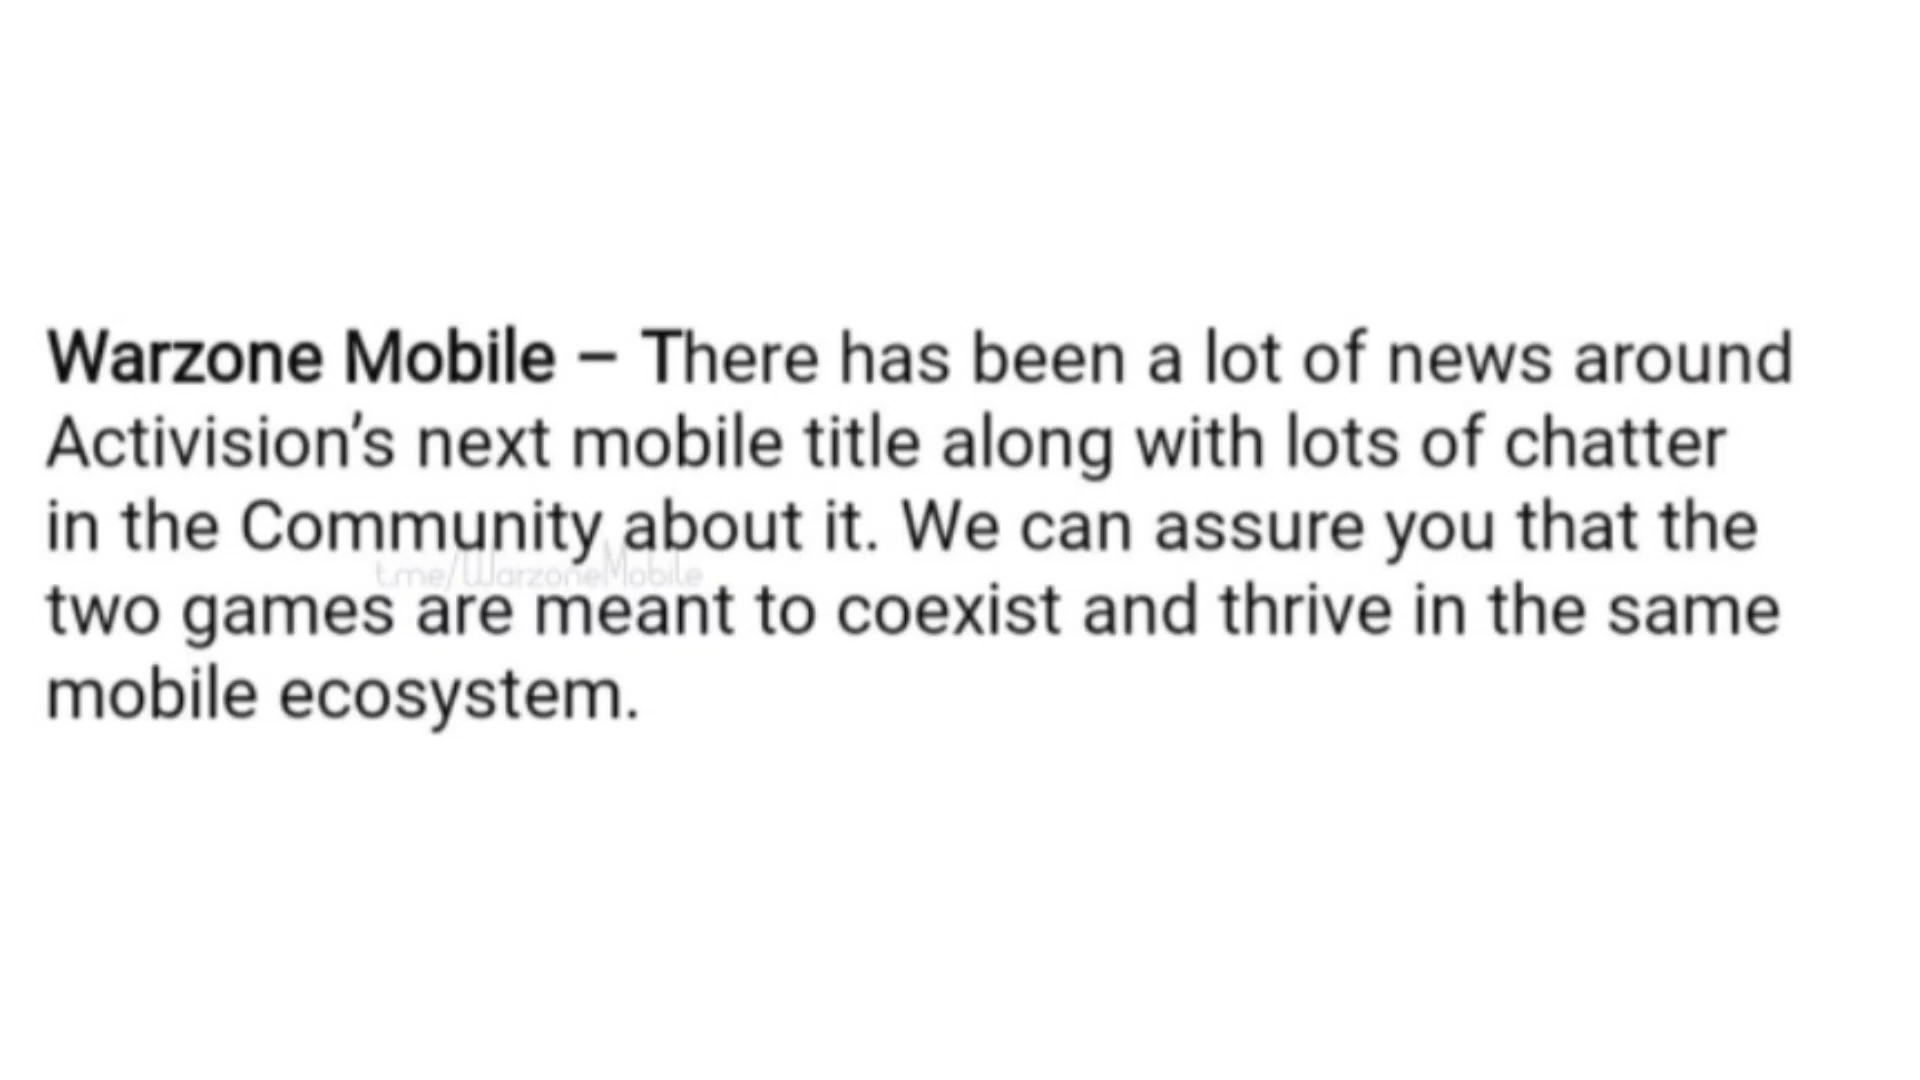 Warzone Mobile – There has been a lot of news around
Activision’s next mobile title along with lots of chatter
in the Community about it. We can assure you that the
t.me/WarzoneMobile
two games are meant to coexist and thrive in the same
mobile ecosystem.